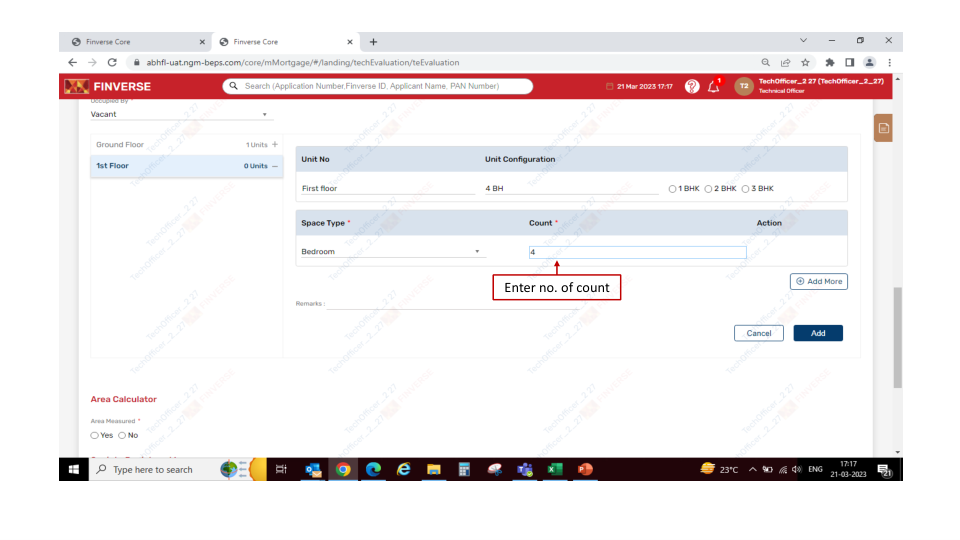 Finverse Core
Finverse Core
abhfl-uat.ngm-beps.com/core/mMortgage/#/landing/techEvaluation/teEvaluation
FINVERSE
Search (Application Number,Finverse ID, Applicant Name, PAN Number)
21 Mar 2023 17:17
T2
TechOfficer_2 27 (TechOfficer_2_27)
Technical Officer
Occupied By *
Vacant
Ground Floor 1 Units +
1st Floor 0 Units −
Unit No Unit Configuration
First floor 4 BH 1 BHK 2 BHK 3 BHK
Space Type * Count * Action
Bedroom 4
Enter no. of count
Add More
Remarks :
Cancel Add
Area Calculator
Area Measured *
Yes No
Type here to search
23°C ENG 17:17
21-03-2023
21